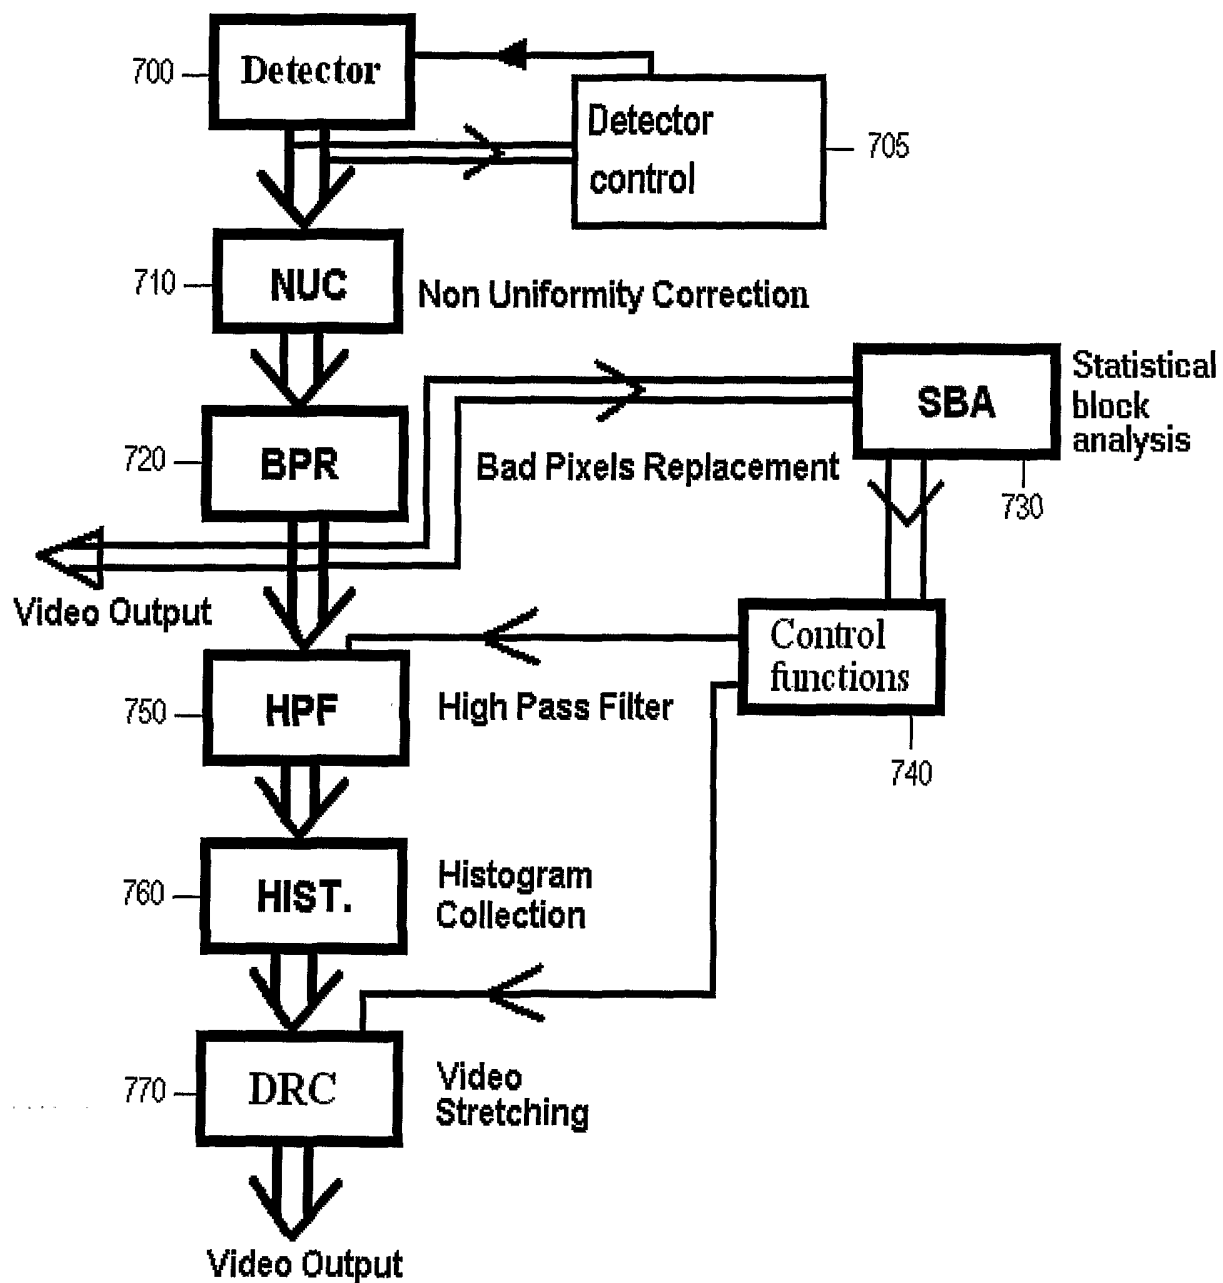 700
Detector
Detector
control
705
710
NUC
Non Uniformity Correction
SBA
Statistical
block
analysis
720
BPR
Bad Pixels Replacement
730
Video Output
Control
functions
750
HPF
High Pass Filter
740
760
HIST.
Histogram
Collection
770
DRC
Video
Stretching
Video Output